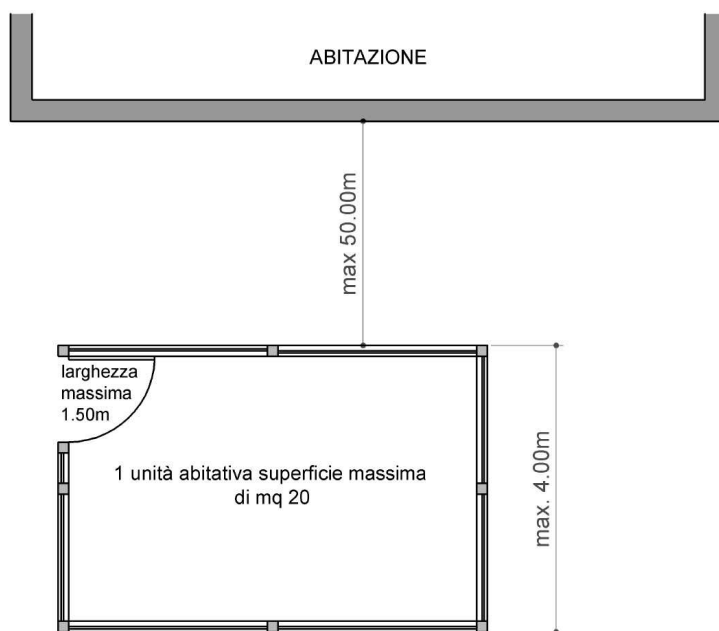 ABITAZIONE
max 50.00m
larghezza
massima
1.50m
1 unità abitativa superficie massima
di mq 20
max. 4.00m